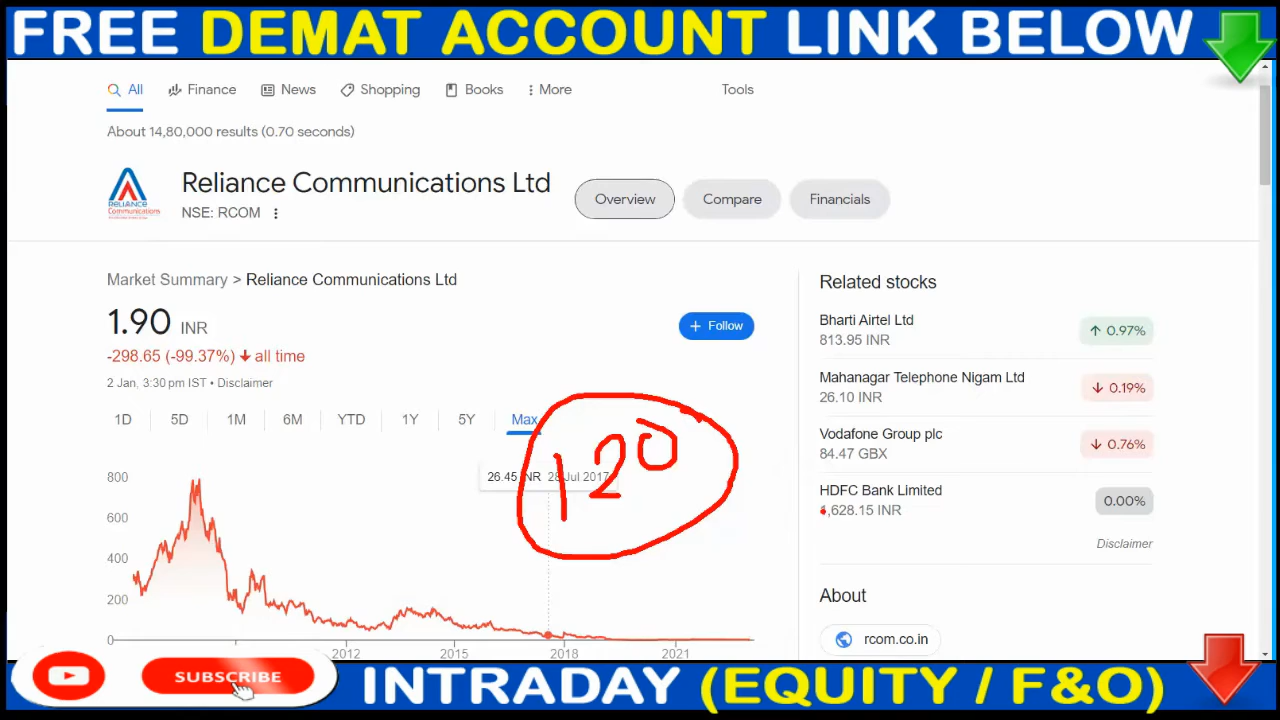 FREE DEMAT ACCOUNT LINK BELOW
All Finance News Shopping Books More Tools
About 14,80,000 results (0.70 seconds)
RELIANCE
Communications
Reliance Communications Ltd
NSE: RCOM
Overview Compare Financials
Market Summary > Reliance Communications Ltd
1.90 INR
-298.65 (-99.37%) all time
2 Jan, 3:30 pm IST • Disclaimer
+ Follow
1D 5D 1M 6M YTD 1Y 5Y Max
26.45 INR 28 Jul 2017
120
800
600
400
200
0
2012 2015 2018 2021
Related stocks
Bharti Airtel Ltd
813.95 INR
0.97%
Mahanagar Telephone Nigam Ltd
26.10 INR
0.19%
Vodafone Group plc
84.47 GBX
0.76%
HDFC Bank Limited
1,628.15 INR
0.00%
Disclaimer
About
rcom.co.in
SUBSCRIBE
INTRADAY (EQUITY / F&O)